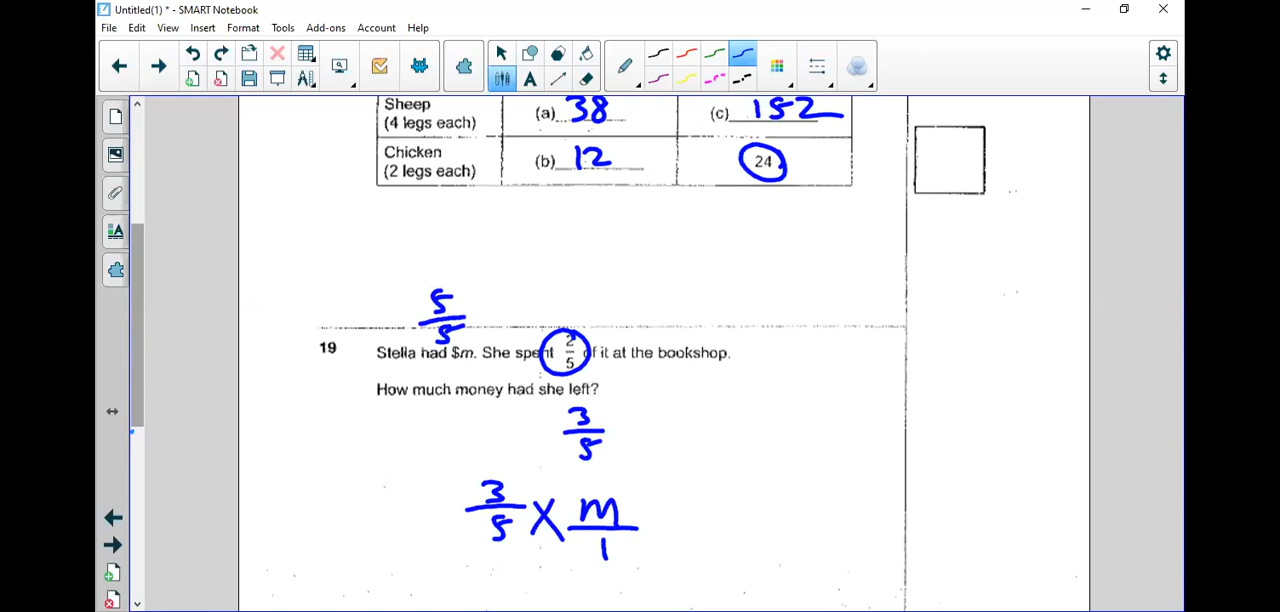 Untitled(1) * - SMART Notebook
File Edit View Insert Format Tools Add-ons Account Help
Sheep
(4 legs each)
(a) 38
(c) 152
Chicken
(2 legs each)
(b) 12
24
5/5
19
Stella had $m. She spent 2/5 of it at the bookshop.
How much money had she left?
3/5
3/5 X m/1